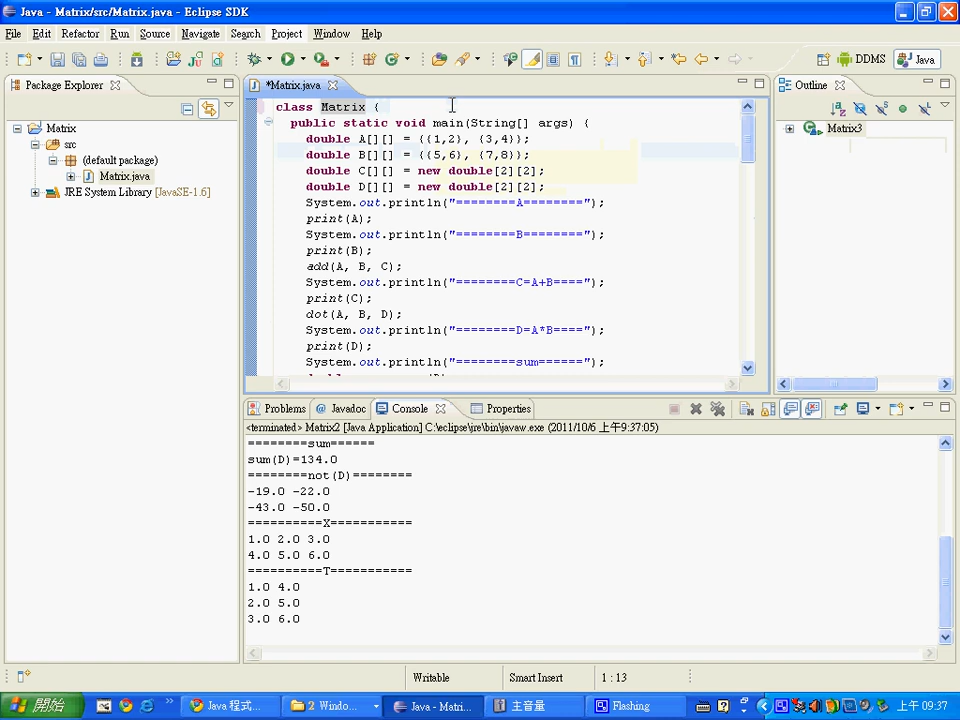 Java - Matrix/src/Matrix.java - Eclipse SDK
File Edit Refactor Run Source Navigate Search Project Window Help
DDMS Java
Package Explorer
Matrix
src
(default package)
Matrix.java
JRE System Library [JavaSE-1.6]
*Matrix.java
class Matrix {
public static void main(String[] args) {
double A[][] = {{1,2}, {3,4}};
double B[][] = {{5,6}, {7,8}};
double C[][] = new double[2][2];
double D[][] = new double[2][2];
System.out.println("========A========");
print(A);
System.out.println("========B========");
print(B);
add(A, B, C);
System.out.println("========C=A+B====");
print(C);
dot(A, B, D);
System.out.println("========D=A*B====");
print(D);
System.out.println("========sum======");
Outline
Matrix3
Problems Javadoc Console Properties
<terminated> Matrix2 [Java Application] C:\eclipse\jre\bin\javaw.exe (2011/10/6 上午9:37:05)
========sum======
sum(D)=134.0
========not(D)========
-19.0 -22.0
-43.0 -50.0
==========X===========
1.0 2.0 3.0
4.0 5.0 6.0
==========T===========
1.0 4.0
2.0 5.0
3.0 6.0
Writable Smart Insert 1 : 13
開始 Java 程式... 2 Windo... Java - Matri... 主音量 Flashing 上午 09:37